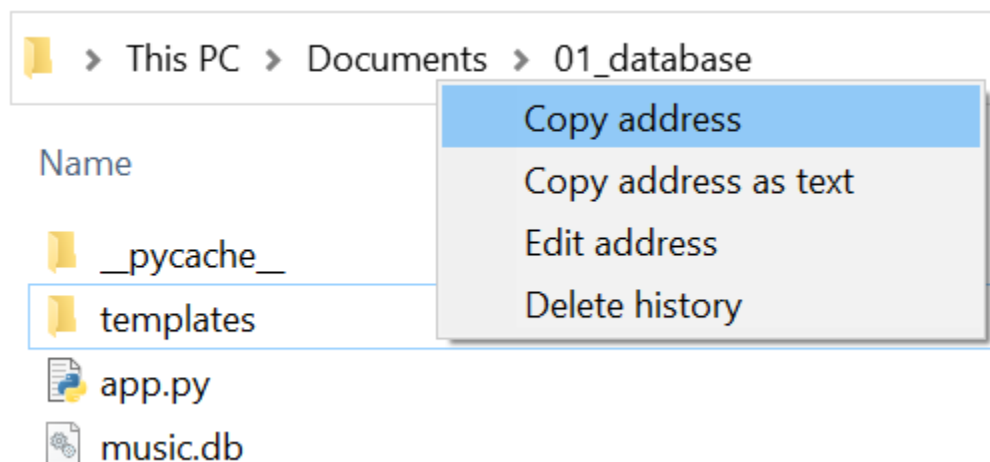 This PC > Documents > 01_database
Copy address
Name
Copy address as text
Edit address
__pycache__
Delete history
templates
app.py
music.db